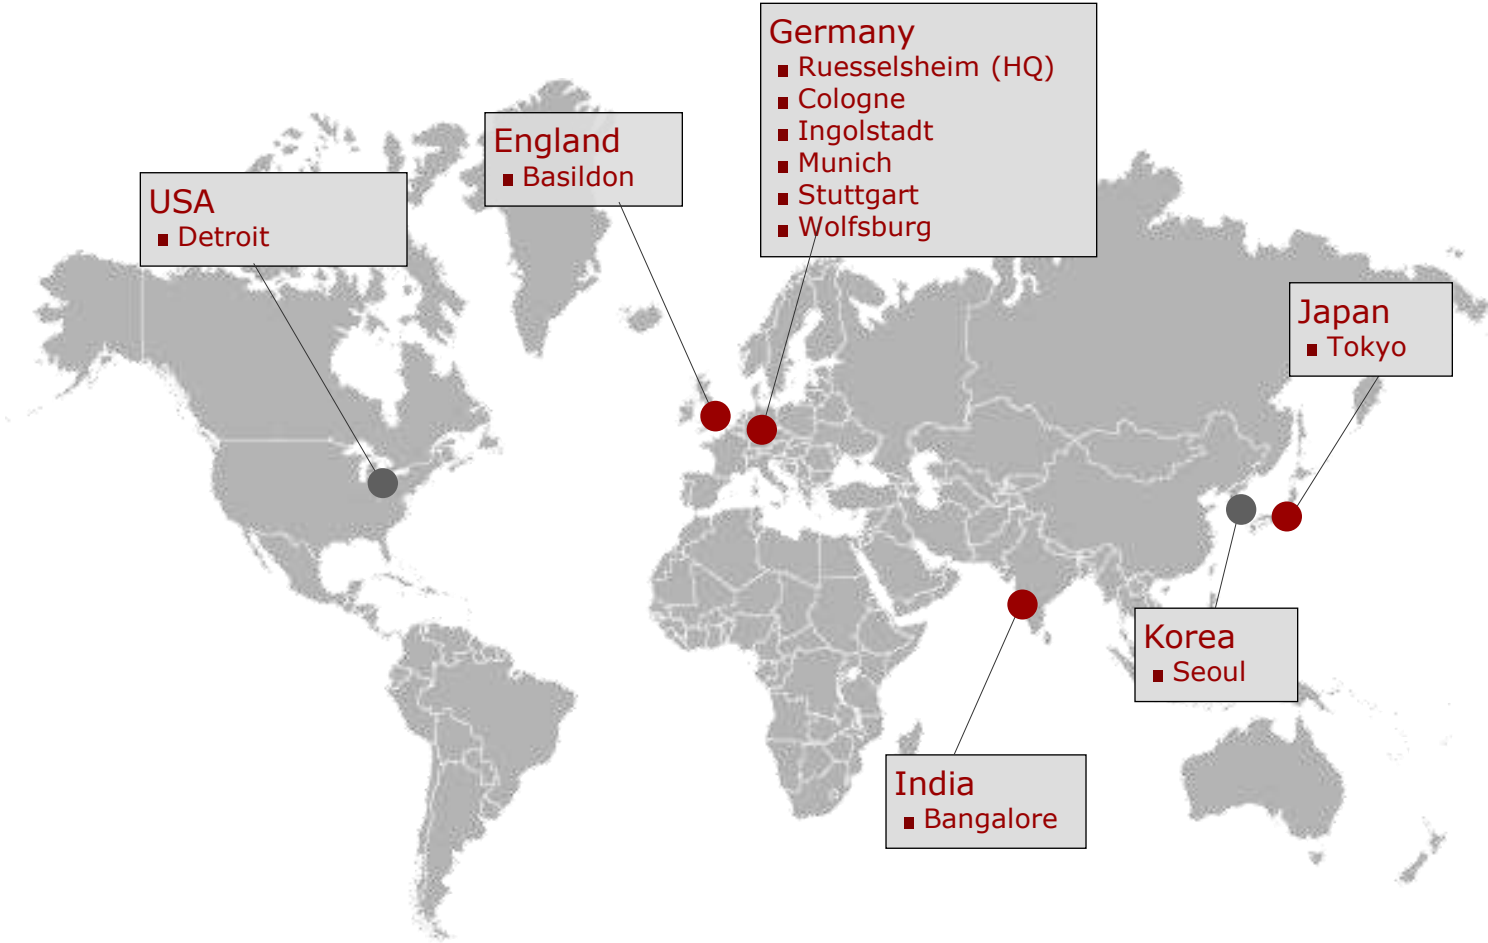 Germany
▪ Ruesselsheim (HQ)
▪ Cologne
▪ Ingolstadt
▪ Munich
▪ Stuttgart
▪ Wolfsburg
England
▪ Basildon
USA
▪ Detroit
Japan
▪ Tokyo
Korea
▪ Seoul
India
▪ Bangalore